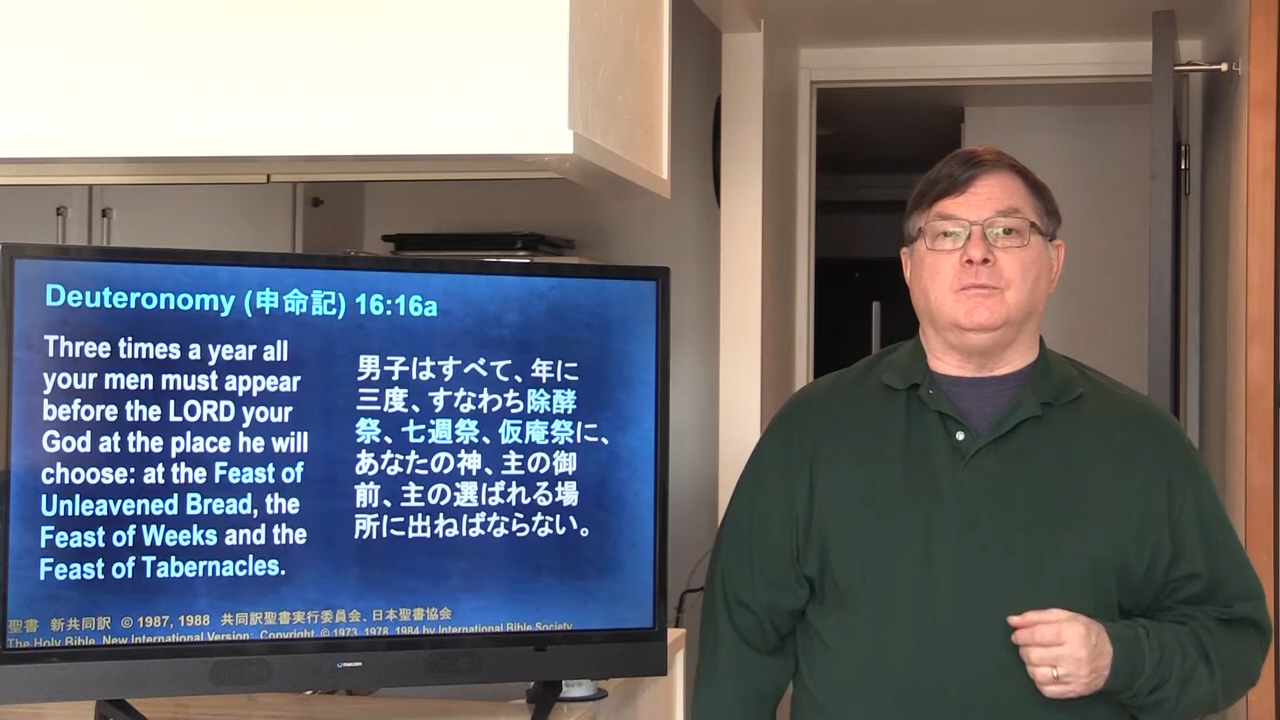 Deuteronomy (申命記) 16:16a
Three times a year all
your men must appear
before the LORD your
God at the place he will
choose: at the Feast of
Unleavened Bread, the
Feast of Weeks and the
Feast of Tabernacles.
男子はすべて、年に
三度、すなわち除酵
祭、七週祭、仮庵祭に、
あなたの神、主の御
前、主の選ばれる場
所に出ねばならない。
聖書 新共同訳 © 1987, 1988 共同訳聖書実行委員会、日本聖書協会
The Holy Bible, New International Version; Copyright © 1973, 1978, 1984 by International Bible Society